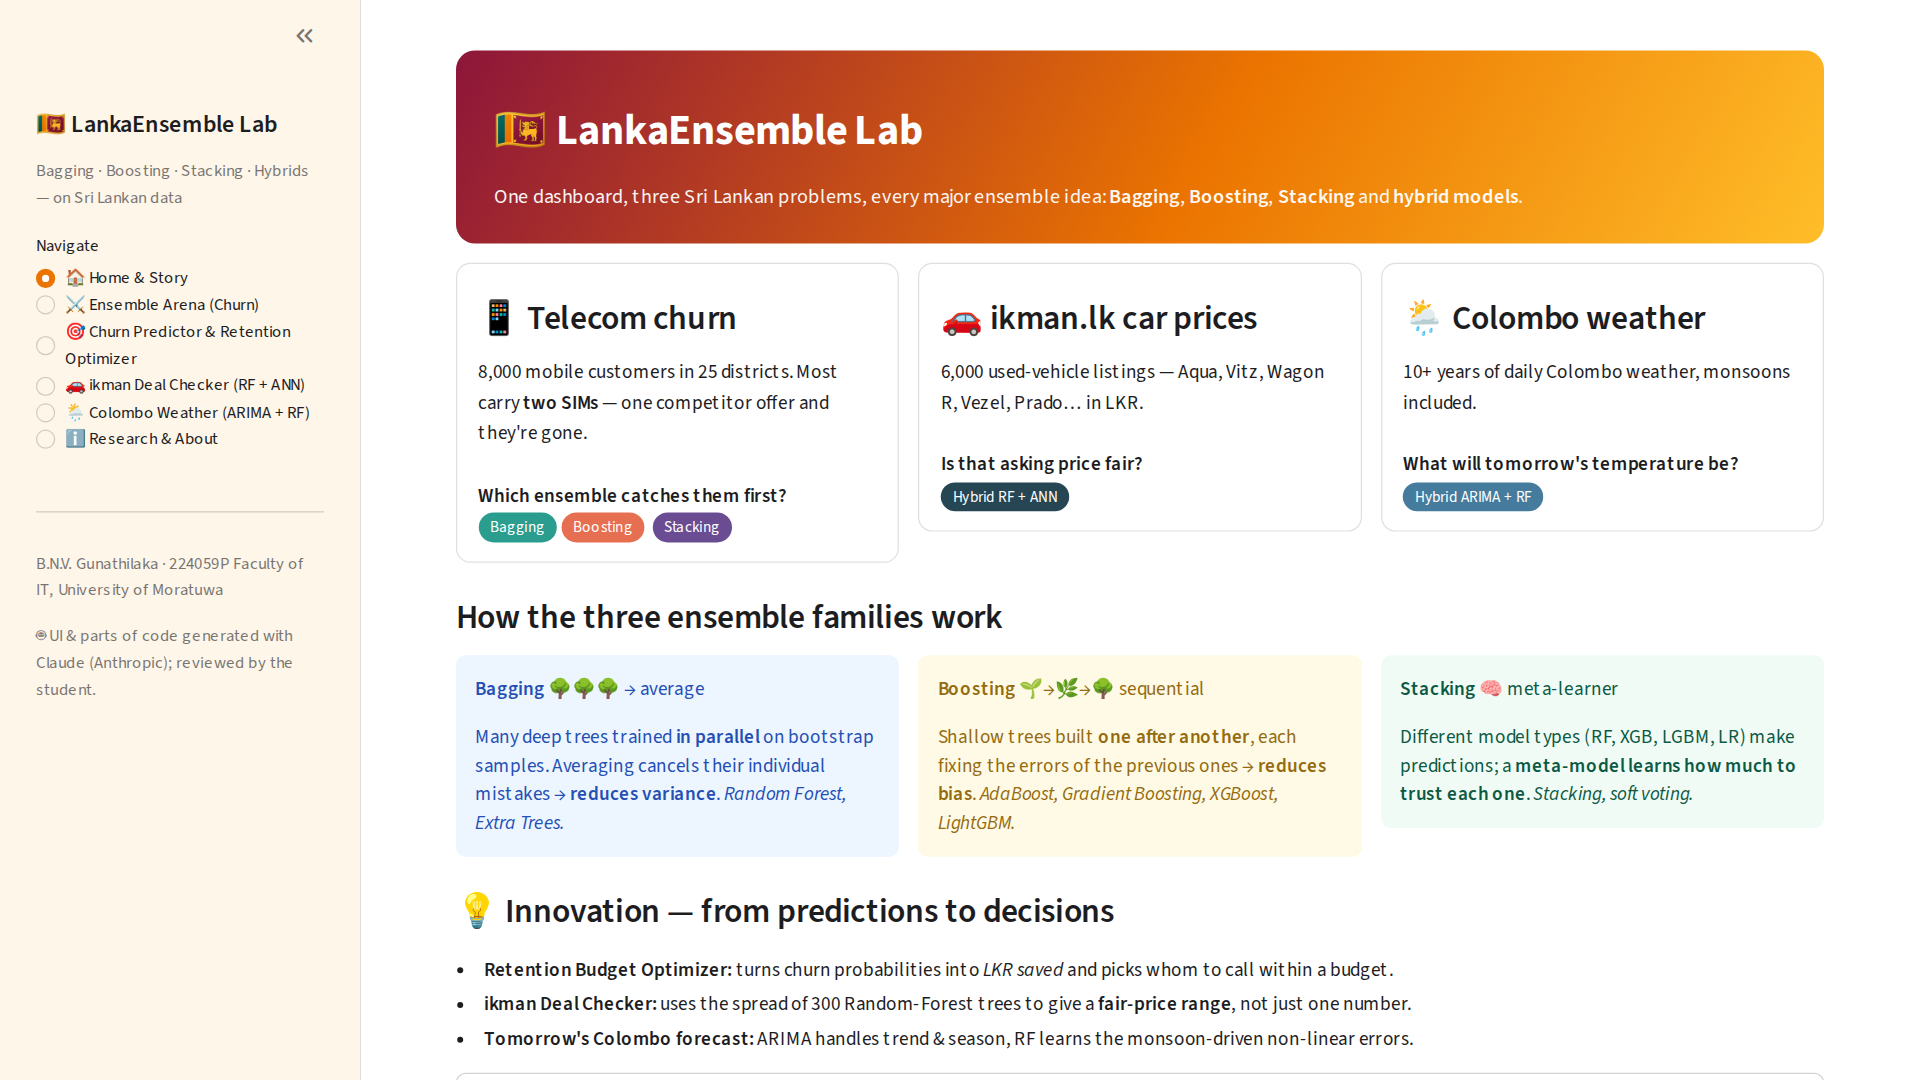 🇱🇰 LankaEnsemble Lab
Bagging · Boosting · Stacking · Hybrids
— on Sri Lankan data
Navigate
🏠 Home & Story
⚔️ Ensemble Arena (Churn)
🎯 Churn Predictor & Retention
Optimizer
🚗 ikman Deal Checker (RF + ANN)
🌦️ Colombo Weather (ARIMA + RF)
ℹ️ Research & About
B.N.V. Gunathilaka · 224059P Faculty of
IT, University of Moratuwa
UI & parts of code generated with
Claude (Anthropic); reviewed by the
student.
🇱🇰 LankaEnsemble Lab
One dashboard, three Sri Lankan problems, every major ensemble idea: Bagging, Boosting, Stacking and hybrid models.
📱 Telecom churn
8,000 mobile customers in 25 districts. Most
carry two SIMs — one competitor offer and
they're gone.
Which ensemble catches them first?
Bagging Boosting Stacking
🚗 ikman.lk car prices
6,000 used-vehicle listings — Aqua, Vitz, Wagon
R, Vezel, Prado… in LKR.
Is that asking price fair?
Hybrid RF + ANN
🌦️ Colombo weather
10+ years of daily Colombo weather, monsoons
included.
What will tomorrow's temperature be?
Hybrid ARIMA + RF
How the three ensemble families work
Bagging 🌳🌳🌳 → average
Many deep trees trained in parallel on bootstrap
samples. Averaging cancels their individual
mistakes → reduces variance. Random Forest,
Extra Trees.
Boosting 🌱→🌿→🌳 sequential
Shallow trees built one after another, each
fixing the errors of the previous ones → reduces
bias. AdaBoost, Gradient Boosting, XGBoost,
LightGBM.
Stacking 🧠 meta-learner
Different model types (RF, XGB, LGBM, LR) make
predictions; a meta-model learns how much to
trust each one. Stacking, soft voting.
💡 Innovation — from predictions to decisions
• Retention Budget Optimizer: turns churn probabilities into LKR saved and picks whom to call within a budget.
• ikman Deal Checker: uses the spread of 300 Random-Forest trees to give a fair-price range, not just one number.
• Tomorrow's Colombo forecast: ARIMA handles trend & season, RF learns the monsoon-driven non-linear errors.